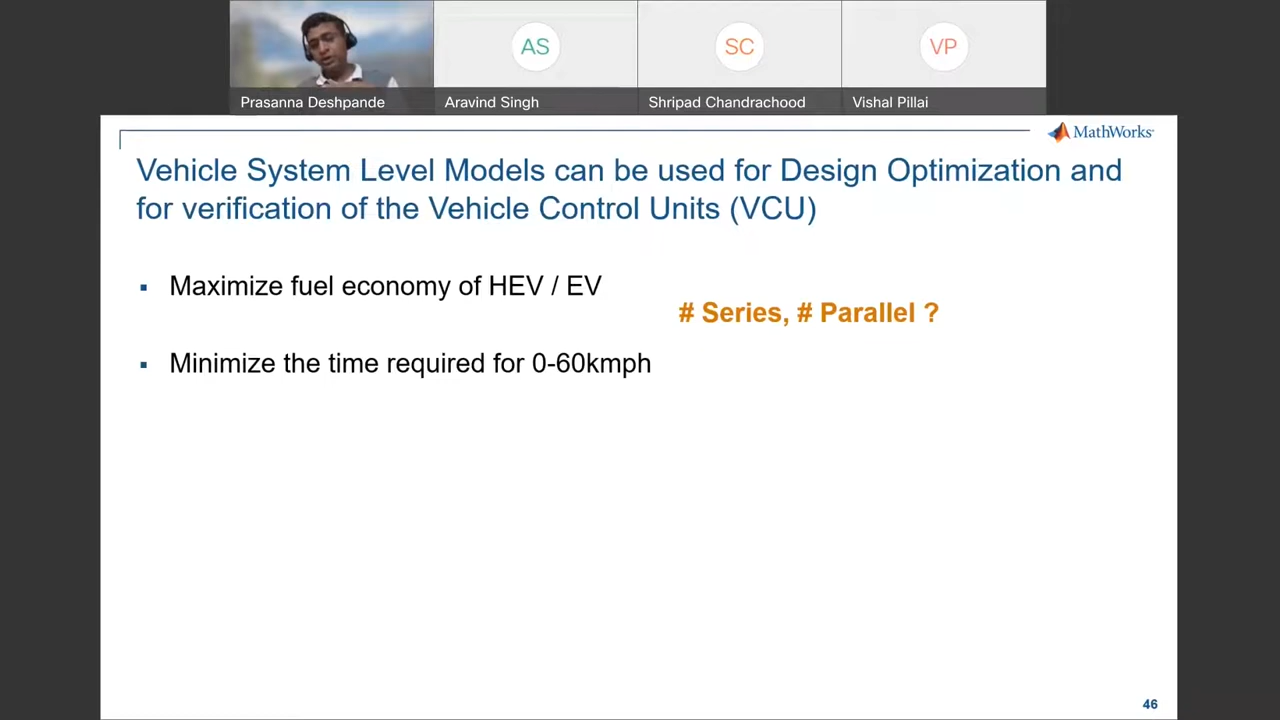 AS
SC
VP
Prasanna Deshpande
Aravind Singh
Shripad Chandrachood
Vishal Pillai
MathWorks
Vehicle System Level Models can be used for Design Optimization and
for verification of the Vehicle Control Units (VCU)
▪ Maximize fuel economy of HEV / EV
# Series, # Parallel ?
▪ Minimize the time required for 0-60kmph
46